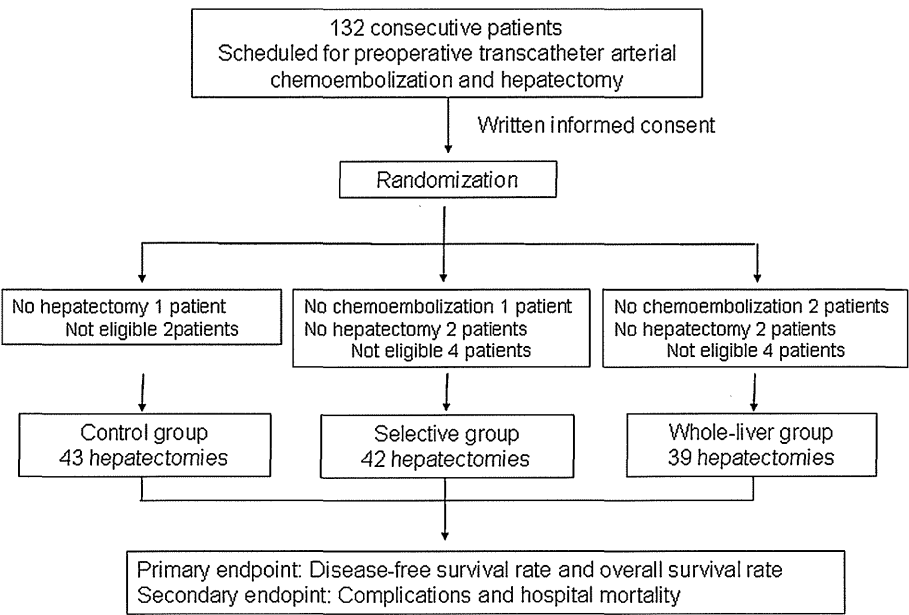 132 consecutive patients
Scheduled for preoperative transcatheter arterial
chemoembolization and hepatectomy
Written informed consent
Randomization
No hepatectomy 1 patient
Not eligible 2patients
No chemoembolization 1 patient
No hepatectomy 2 patients
Not eligible 4 patients
No chemoembolization 2 patients
No hepatectomy 2 patients
Not eligible 4 patients
Control group
43 hepatectomies
Selective group
42 hepatectomies
Whole-liver group
39 hepatectomies
Primary endpoint: Disease-free survival rate and overall survival rate
Secondary endopint: Complications and hospital mortality